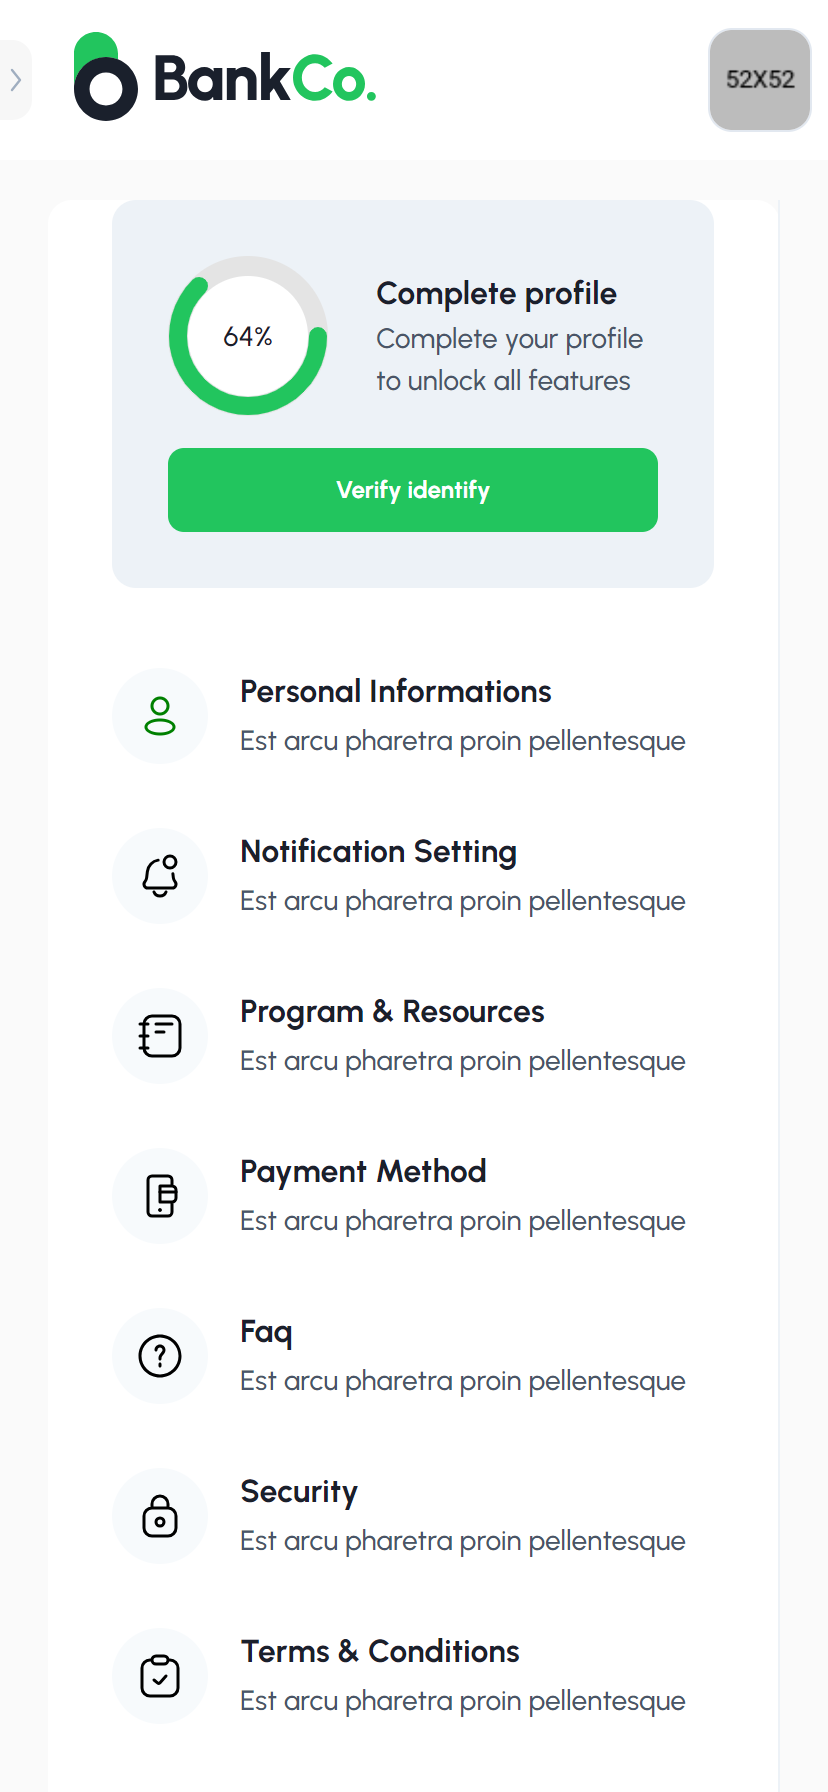 BankCo.
52X52
64%
Complete profile
Complete your profile
to unlock all features
Verify identify
Personal Informations
Est arcu pharetra proin pellentesque
Notification Setting
Est arcu pharetra proin pellentesque
Program & Resources
Est arcu pharetra proin pellentesque
Payment Method
Est arcu pharetra proin pellentesque
Faq
Est arcu pharetra proin pellentesque
Security
Est arcu pharetra proin pellentesque
Terms & Conditions
Est arcu pharetra proin pellentesque